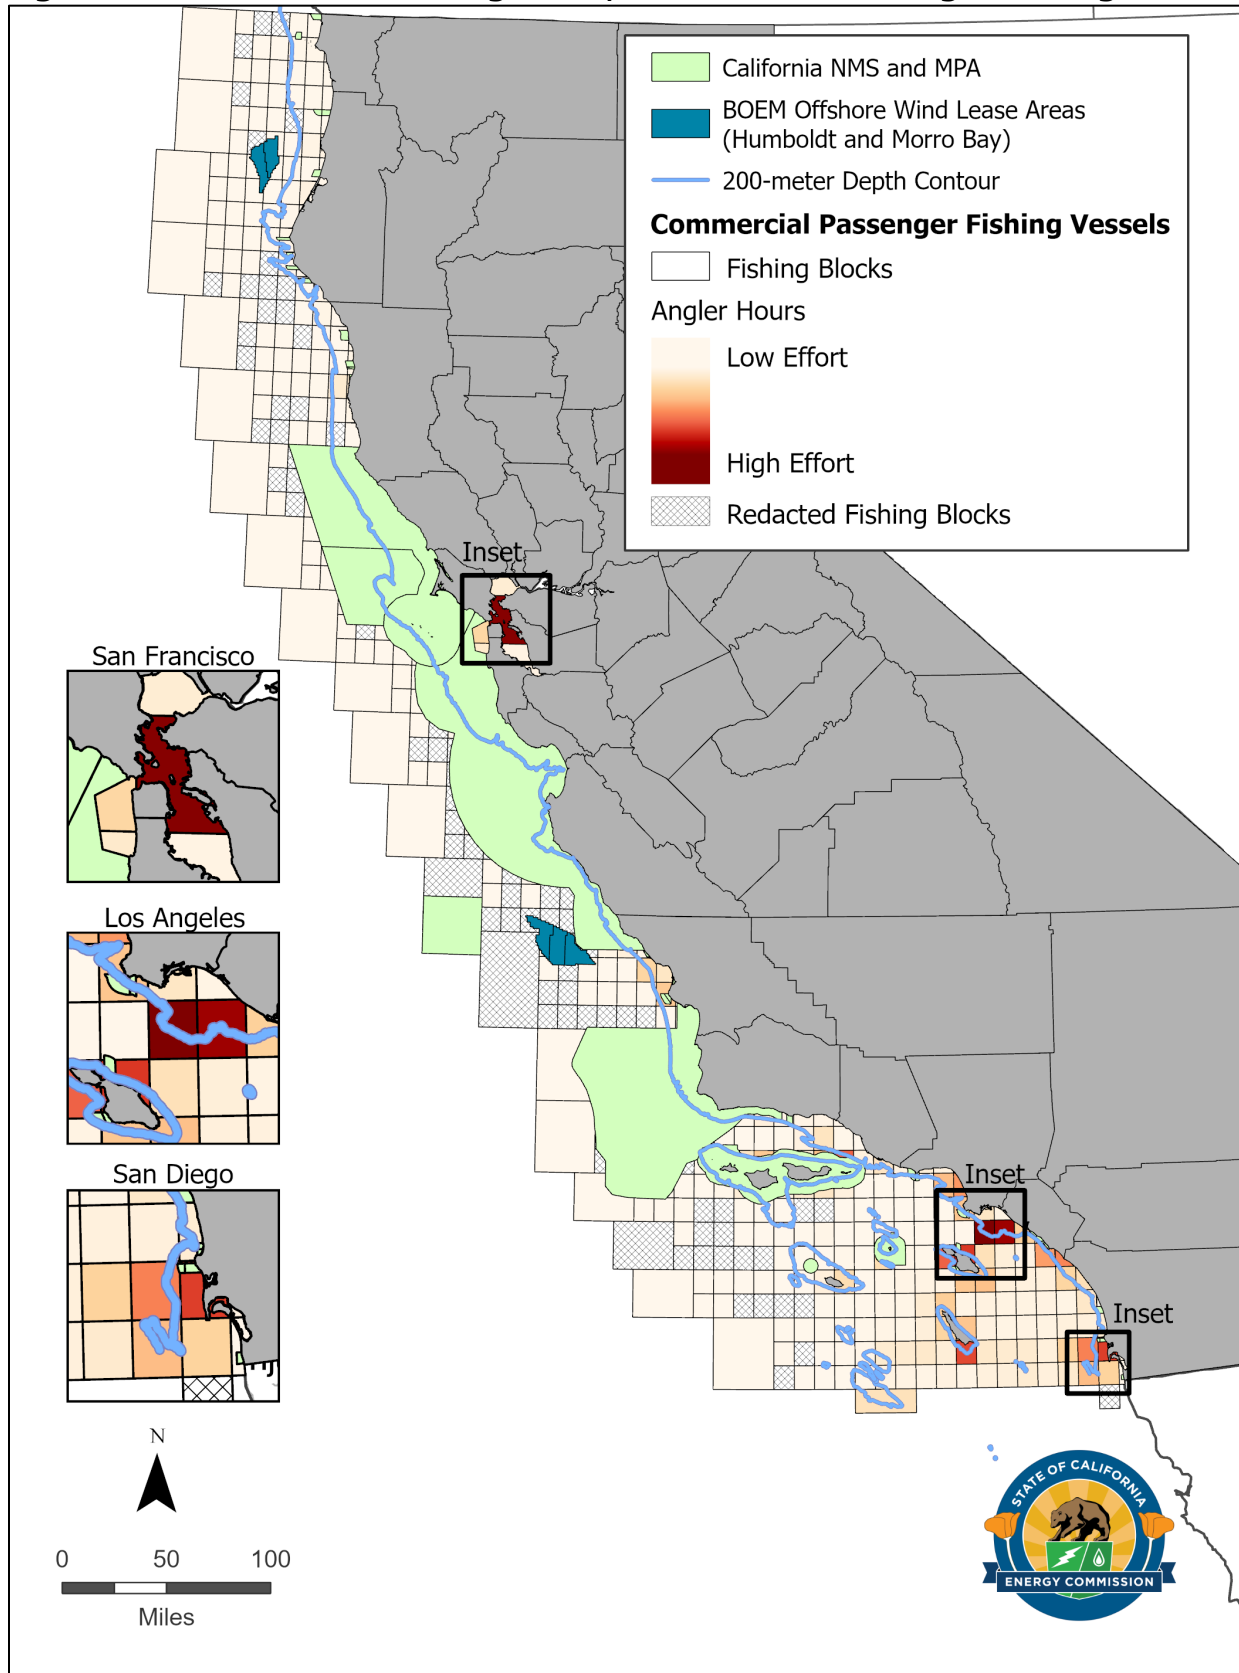 California NMS and MPA
BOEM Offshore Wind Lease Areas
(Humboldt and Morro Bay)
200-meter Depth Contour
Commercial Passenger Fishing Vessels
Fishing Blocks
Angler Hours
Low Effort
High Effort
Redacted Fishing Blocks
Inset
San Francisco
Los Angeles
San Diego
Inset
Inset
N
0 50 100
Miles
STATE OF CALIFORNIA
ENERGY COMMISSION